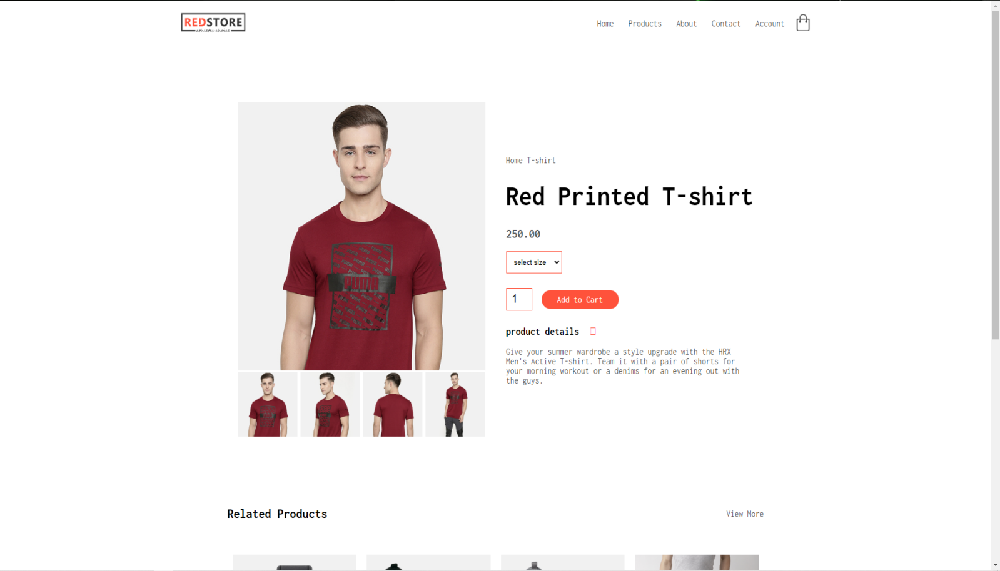 REDSTORE
athletes choice
Home Products About Contact Account
Home T-shirt
Red Printed T-shirt
250.00
select size
1
Add to Cart
product details
Give your summer wardrobe a style upgrade with the HRX
Men's Active T-shirt. Team it with a pair of shorts for
your morning workout or a denims for an evening out with
the guys.
PUMA
Related Products
View More